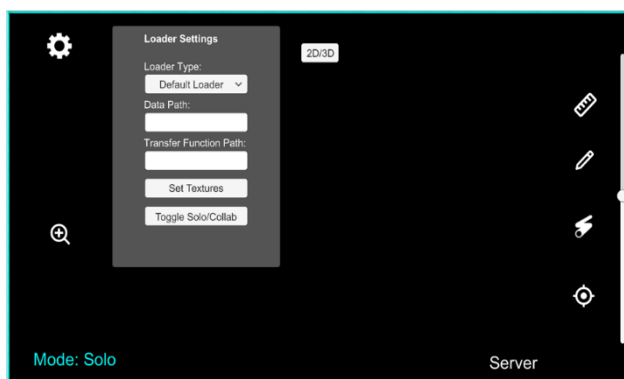 Loader Settings
2D/3D
Loader Type:
Default Loader
Data Path:
Transfer Function Path:
Set Textures
Toggle Solo/Collab
Mode: Solo
Server